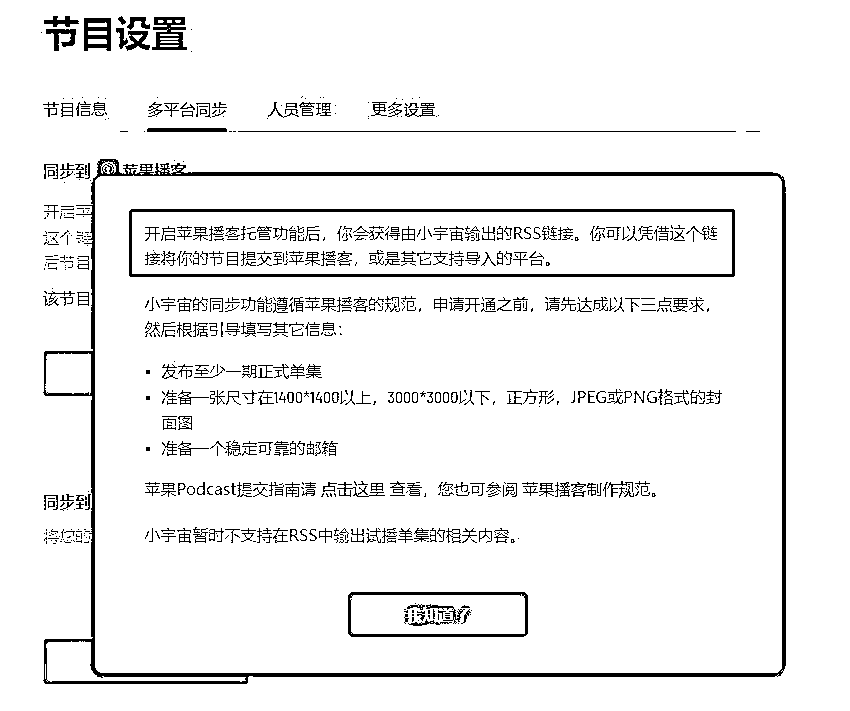 节目设置
节目信息 多平台同步 人员管理 更多设置
同步到 苹果播客
开启苹
这个链
后节目
该节目
开启苹果播客托管功能后，你会获得由小宇宙输出的RSS链接。你可以凭借这个链
接将你的节目提交到苹果播客，或是其它支持导入的平台。
小宇宙的同步功能遵循苹果播客的规范，申请开通之前，请先达成以下三点要求，
然后根据引导填写其它信息：
▪ 发布至少一期正式单集
▪ 准备一张尺寸在1400*1400以上，3000*3000以下，正方形，JPEG或PNG格式的封
面图
▪ 准备一个稳定可靠的邮箱
苹果Podcast提交指南请 点击这里 查看，您也可参阅 苹果播客制作规范。
同步到
将您的
小宇宙暂时不支持在RSS中输出试播单集的相关内容。
我知道了